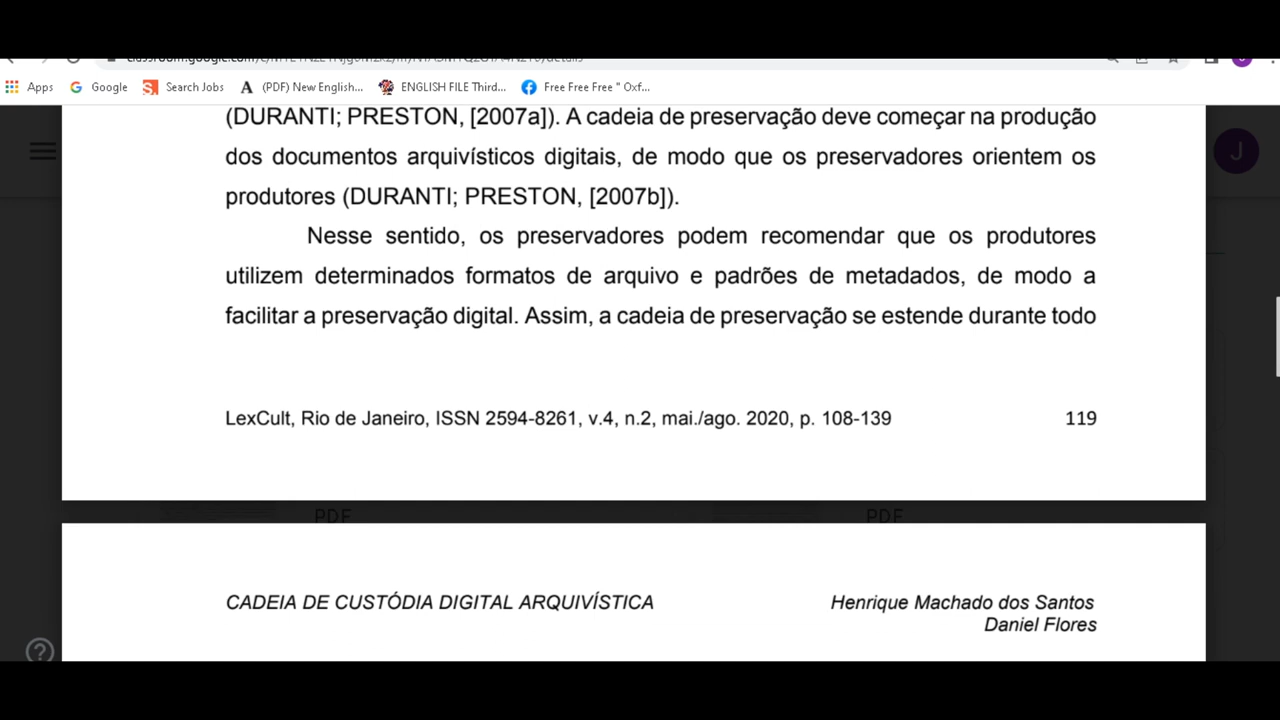 Apps
Google
Search Jobs
(PDF) New English...
ENGLISH FILE Third...
Free Free Free " Oxf...
(DURANTI; PRESTON, [2007a]). A cadeia de preservação deve começar na produção
dos documentos arquivísticos digitais, de modo que os preservadores orientem os
produtores (DURANTI; PRESTON, [2007b]).
Nesse sentido, os preservadores podem recomendar que os produtores
utilizem determinados formatos de arquivo e padrões de metadados, de modo a
facilitar a preservação digital. Assim, a cadeia de preservação se estende durante todo
LexCult, Rio de Janeiro, ISSN 2594-8261, v.4, n.2, mai./ago. 2020, p. 108-139 119
PDF PDF
CADEIA DE CUSTÓDIA DIGITAL ARQUIVÍSTICA Henrique Machado dos Santos
Daniel Flores
J
?